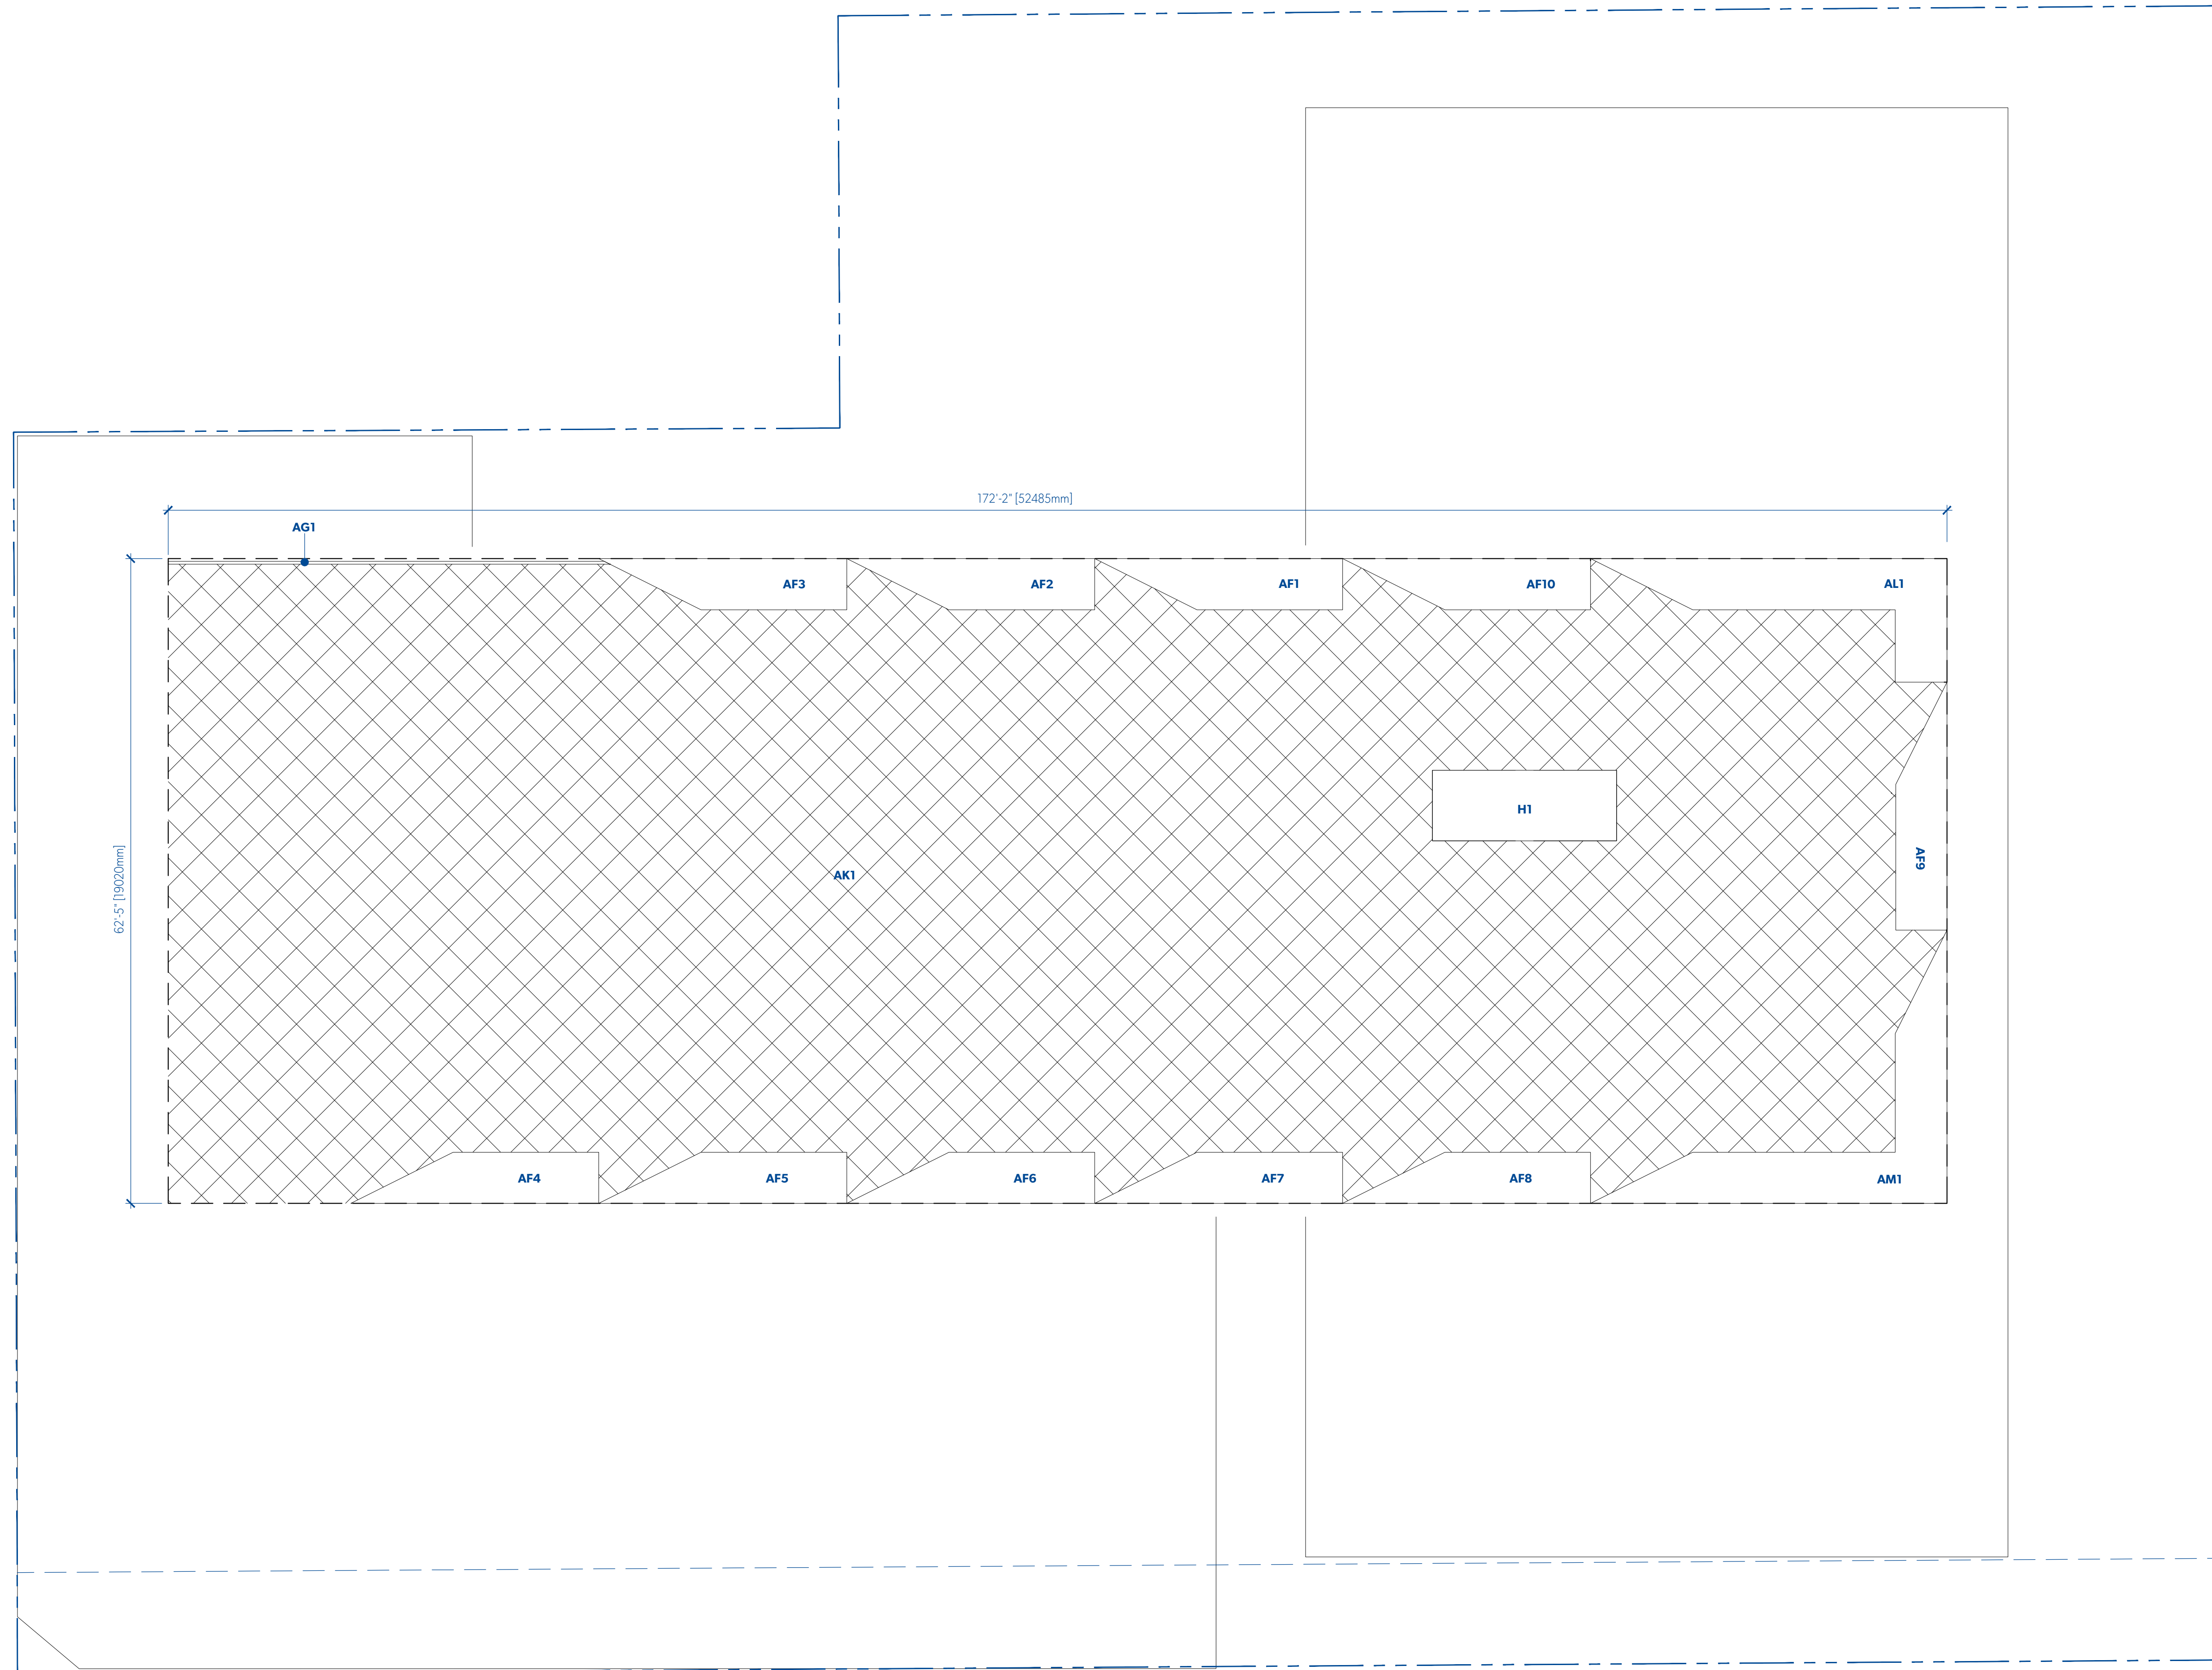 172'-2" [52485mm]
AG1
AF3
AF2
AF1
AF10
AL1
H1
AF9
AK1
62'-5" [19020mm]
AF4
AF5
AF6
AF7
AF8
AM1